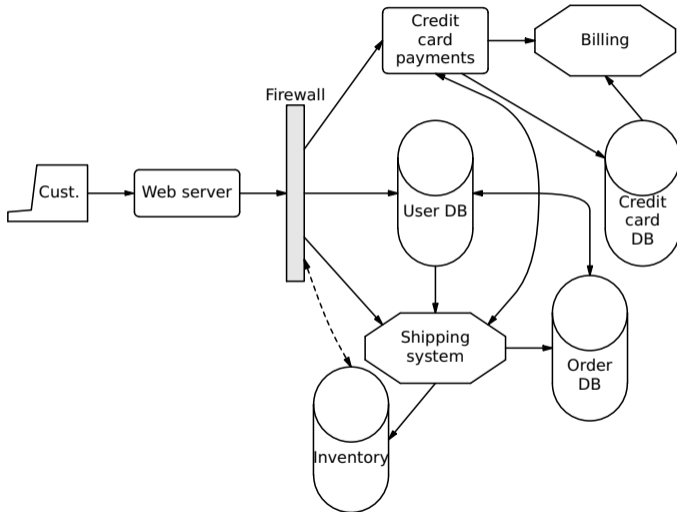 Credit
card
payments
Billing
Firewall
Cust.
Web server
User DB
Credit
card
DB
Shipping
system
Order
DB
Inventory